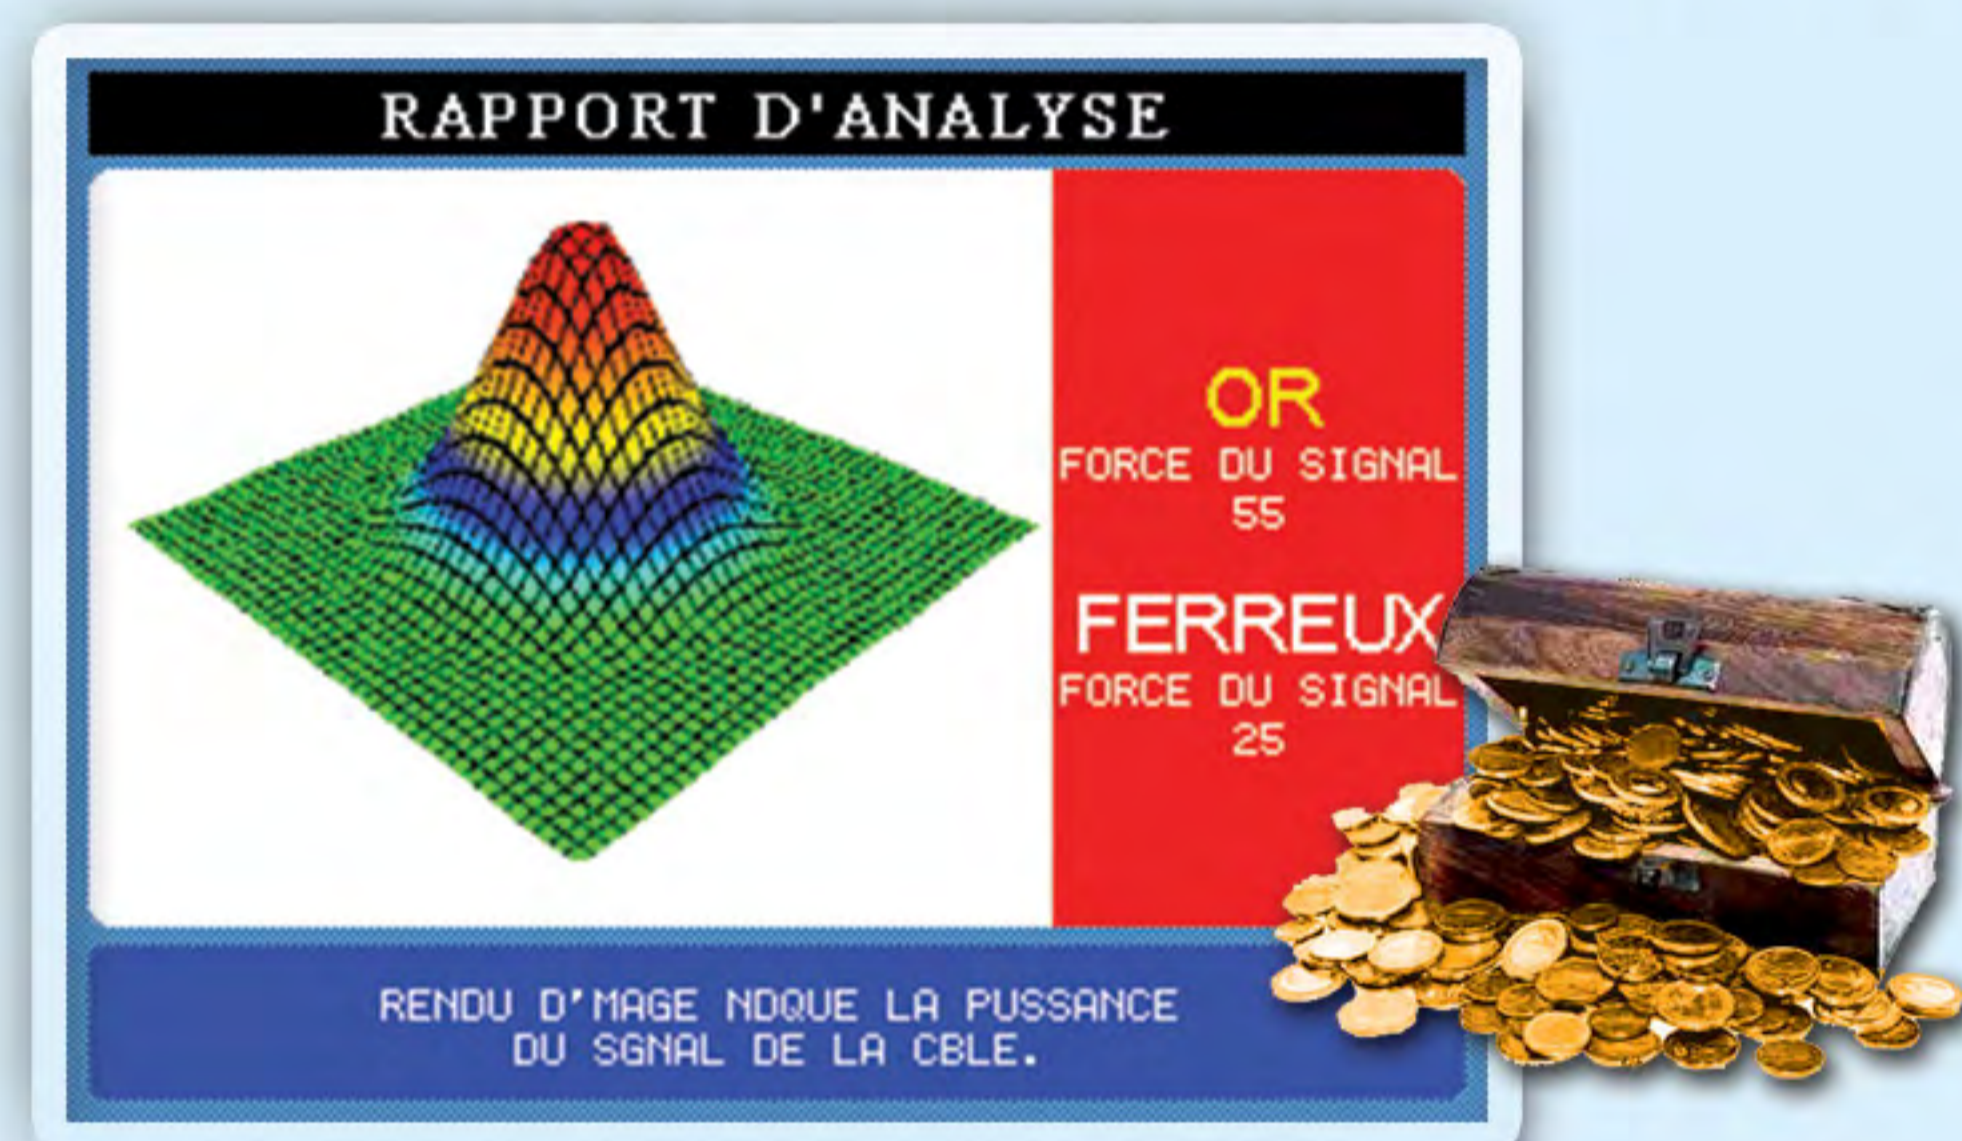 RAPPORT D'ANALYSE
OR
FORCE DU SIGNAL
55
FERREUX
FORCE DU SIGNAL
25
RENDU D'MAGE NDQUE LA PUSSANCE
DU SGNAL DE LA CBLE.